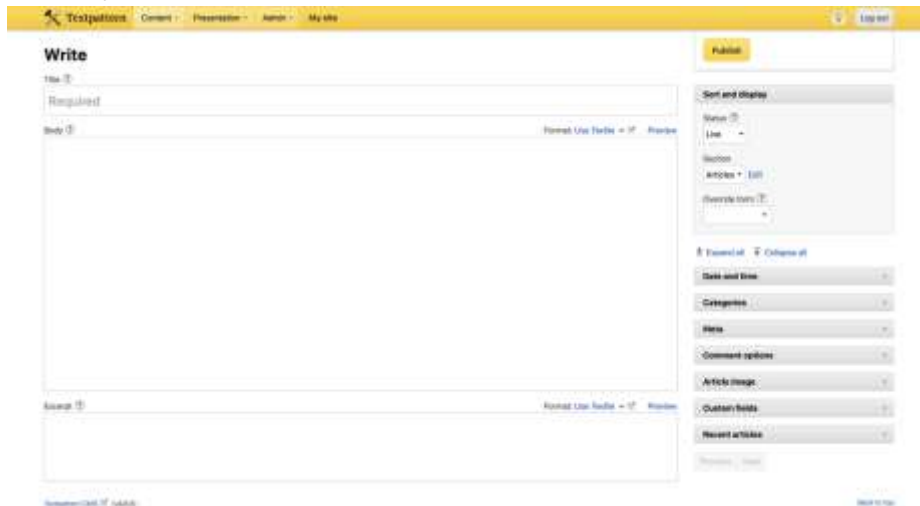 Textpattern Content Presentation Admin My site Log out
Write
Title
Required
Body Format: Use Textile Preview
Excerpt Format: Use Textile Preview
Publish
Sort and display
Status
Live
Section
Articles Edit
Override form
Expand all Collapse all
Date and time
Categories
Meta
Comment options
Article image
Custom fields
Recent articles
Textpattern CMS
Back to top